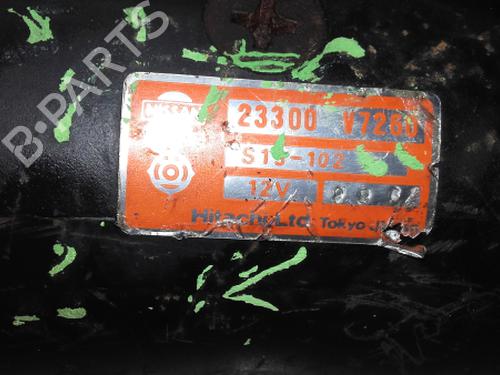 B-PARTS
NISSAN
23300 V7260
S13-102
12V
Hitachi, Ltd. Tokyo Japan